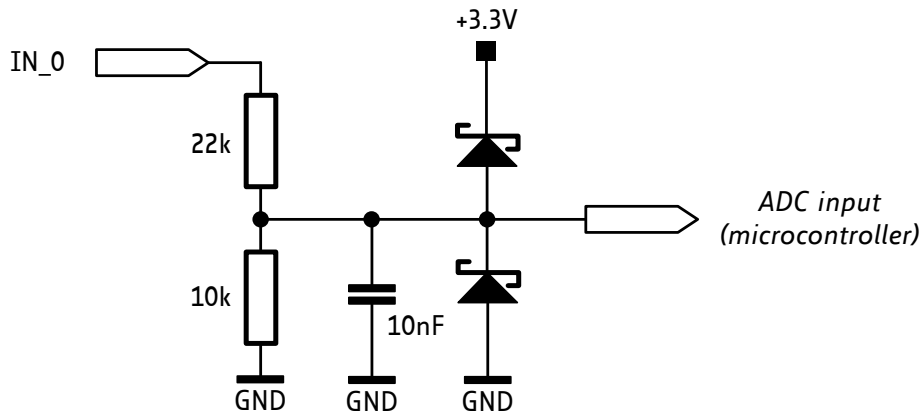 +3.3V
IN_0
22k
ADC input
(microcontroller)
10k
10nF
GND
GND
GND